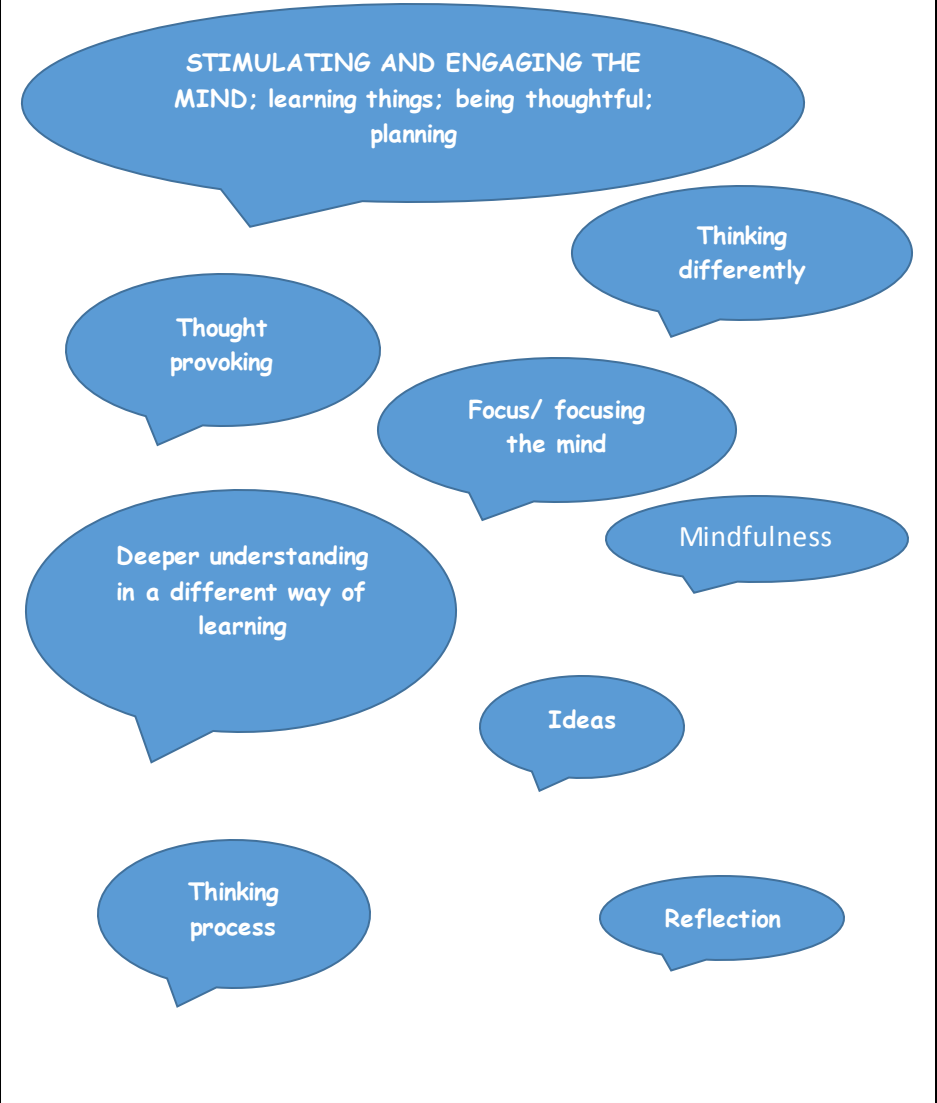 STIMULATING AND ENGAGING THE
MIND; learning things; being thoughtful;
planning
Thinking
differently
Thought
provoking
Focus/ focusing
the mind
Mindfulness
Deeper understanding
in a different way of
learning
Ideas
Thinking
process
Reflection